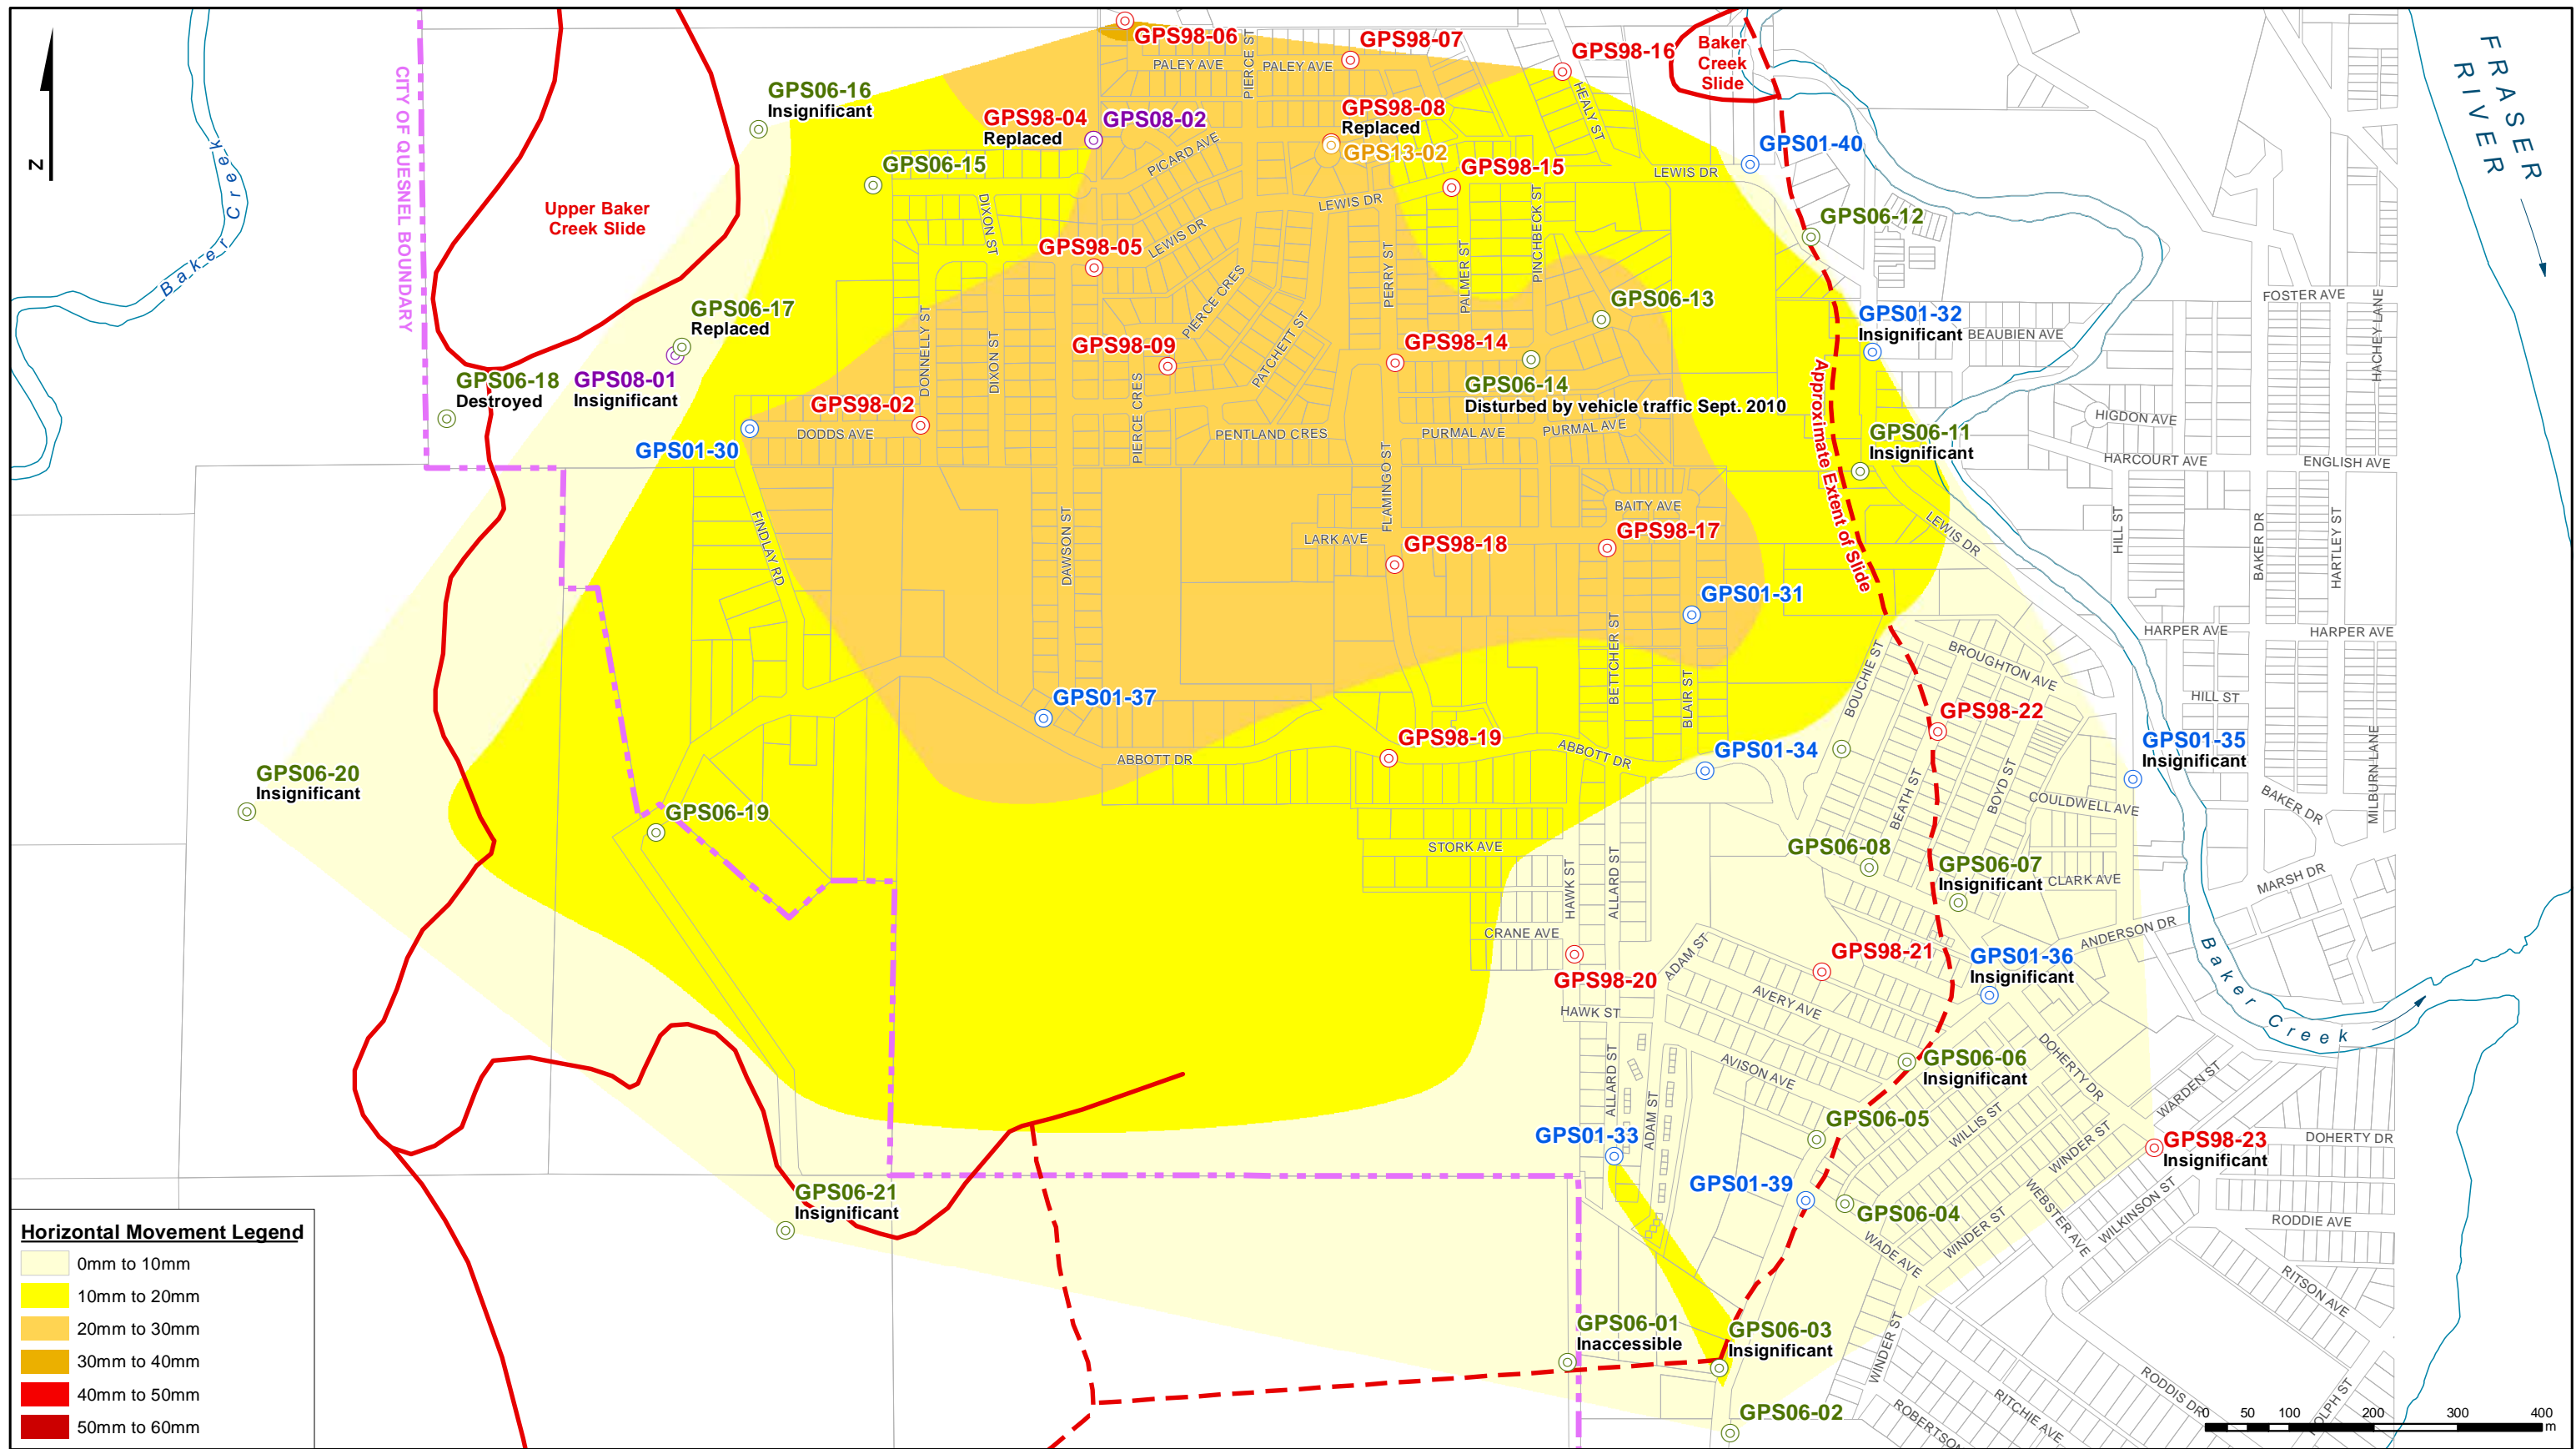 GPS98-06
GPS98-07
GPS98-16
Baker
Creek
Slide
FRASER
RIVER
PALEY AVE
PALEY AVE
PIERCE ST
CITY OF QUESNEL BOUNDARY
GPS06-16
Insignificant
HEALY ST
GPS98-04
Replaced
GPS08-02
GPS98-08
Replaced
GPS13-02
GPS01-40
Baker Creek
N
GPS06-15
PICARD AVE
GPS98-15
LEWIS DR
Upper Baker
Creek Slide
DIXON ST
LEWIS DR
LEWIS DR
PINCHBECK ST
GPS06-12
GPS98-05
PERRY ST
PALMER ST
PIERCE CRES
GPS06-13
FOSTER AVE
HACHEY LANE
GPS06-17
Replaced
GPS01-32
Insignificant
BEAUBIEN AVE
DONNELLY ST
DIXON ST
GPS98-09
PATCHETT ST
GPS98-14
GPS06-18
Destroyed
GPS08-01
Insignificant
PIERCE CRES
GPS06-14
Disturbed by vehicle traffic Sept. 2010
Approximate Extent of Slide
GPS98-02
HIGDON AVE
GPS01-30
DODDS AVE
PENTLAND CRES
PURMAL AVE
PURMAL AVE
GPS06-11
Insignificant
HARCOURT AVE
ENGLISH AVE
FINDLAY RD
DAWSON ST
FLAMINGO ST
BAITY AVE
LARK AVE
GPS98-18
GPS98-17
LEWIS DR
HILL ST
BAKER DR
HARTLEY ST
GPS01-31
BETTCHER ST
HARPER AVE
HARPER AVE
BOUCHIE ST
BROUGHTON AVE
GPS01-37
BLAIR ST
HILL ST
GPS98-22
GPS98-19
ABBOTT DR
ABBOTT DR
GPS01-34
GPS01-35
Insignificant
GPS06-20
Insignificant
GPS06-19
BEATH ST
BOYD ST
COULDWELL AVE
BAKER DR
MILBURN LANE
STORK AVE
GPS06-08
GPS06-07
Insignificant
CLARK AVE
MARSH DR
HAWK ST
ALLARD ST
CRANE AVE
ANDERSON DR
ADAM ST
GPS98-21
GPS01-36
Insignificant
Baker Creek
GPS98-20
AVERY AVE
HAWK ST
AVISON AVE
GPS06-06
Insignificant
DOHERTY DR
ALLARD ST
ADAM ST
WARDEN ST
GPS06-05
WILLIS ST
GPS01-33
WINDER ST
GPS98-23
Insignificant
DOHERTY DR
GPS06-21
Insignificant
GPS01-39
GPS06-04
WEBSTER AVE
WILKINSON ST
WADE AVE
WINDER ST
RODDIE AVE
RITSON AVE
Horizontal Movement Legend
0mm to 10mm
10mm to 20mm
20mm to 30mm
30mm to 40mm
40mm to 50mm
50mm to 60mm
GPS06-01
Inaccessible
GPS06-03
Insignificant
WINDER ST
RODDIS DR
RITCHIE AVE
GPS06-02
0 50 100 200 300 400
m